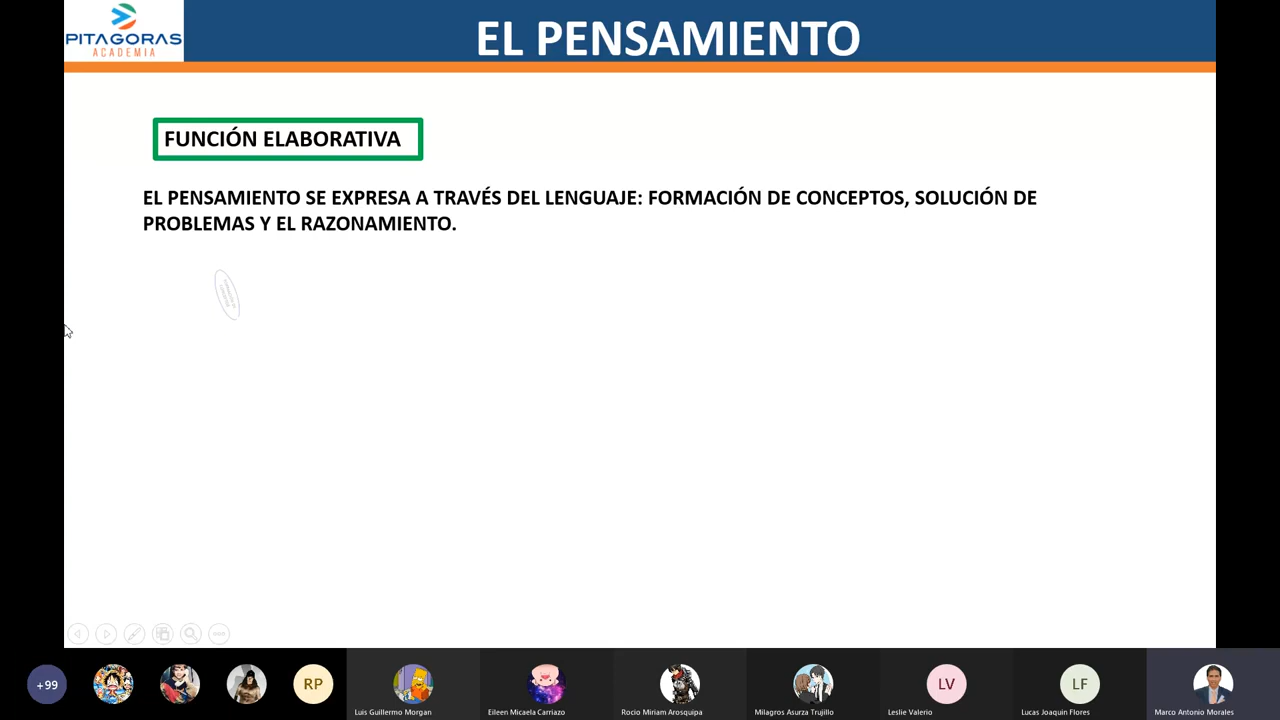 PITAGORAS
ACADEMIA
EL PENSAMIENTO
FUNCIÓN ELABORATIVA
EL PENSAMIENTO SE EXPRESA A TRAVÉS DEL LENGUAJE: FORMACIÓN DE CONCEPTOS, SOLUCIÓN DE
PROBLEMAS Y EL RAZONAMIENTO.
+99
RP
LV
LF
Luis Guillermo Morgan
Eileen Micaela Carriazo
Rocio Miriam Arosquipa
Milagros Asurza Trujillo
Leslie Valerio
Lucas Joaquin Flores
Marco Antonio Morales